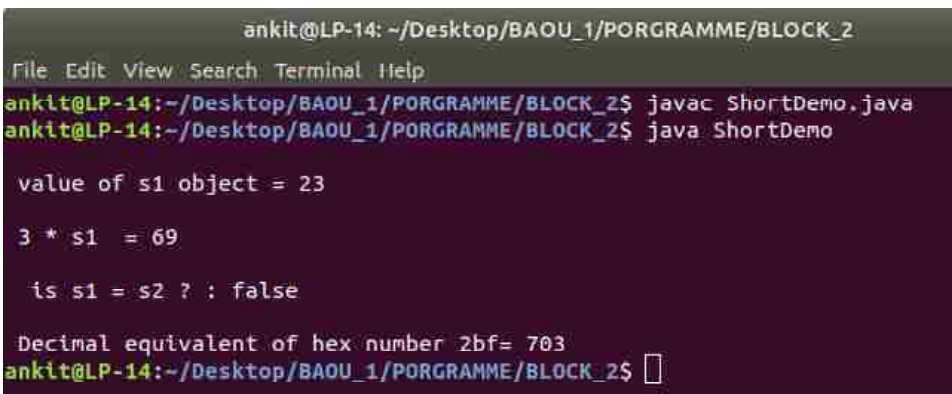 ankit@LP-14: ~/Desktop/BAOU_1/PORGRAMME/BLOCK_2
File Edit View Search Terminal Help
ankit@LP-14:~/Desktop/BAOU_1/PORGRAMME/BLOCK_2$ javac ShortDemo.java
ankit@LP-14:~/Desktop/BAOU_1/PORGRAMME/BLOCK_2$ java ShortDemo
value of s1 object = 23
3 * s1  = 69
is s1 = s2 ? : false
Decimal equivalent of hex number 2bf= 703
ankit@LP-14:~/Desktop/BAOU_1/PORGRAMME/BLOCK_2$